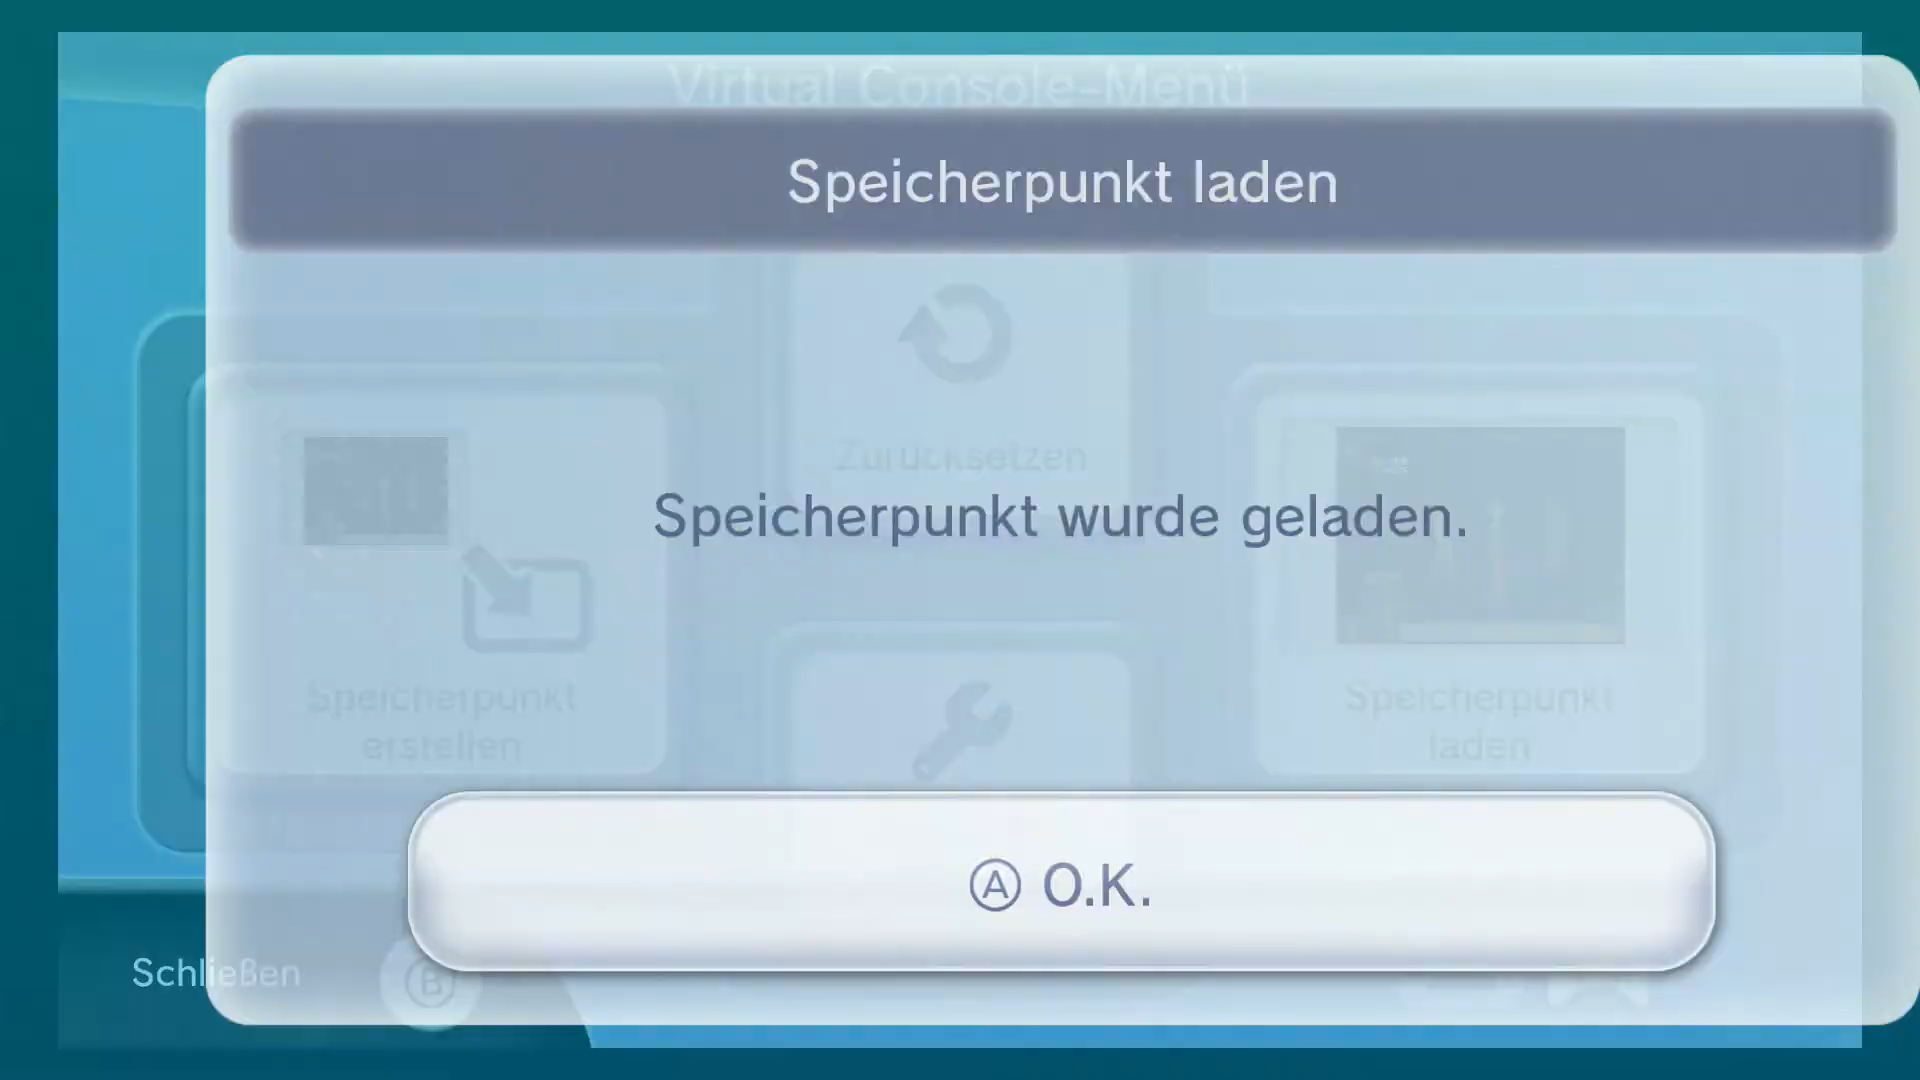 Virtual Console-Menü
Speicherpunkt laden
Zurücksetzen
Speicherpunkt wurde geladen.
Speicherpunkt
erstellen
Speicherpunkt
laden
Ⓐ O.K.
Schließen
Ⓑ